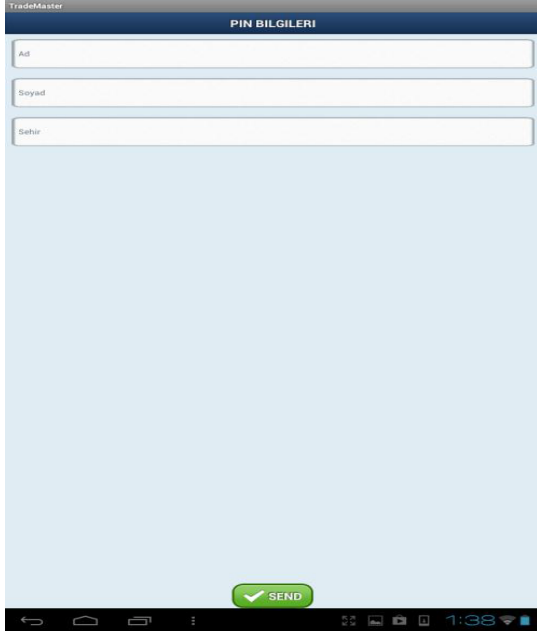 TradeMaster
PIN BILGILERI
Ad
Soyad
Sehir
SEND
1:38